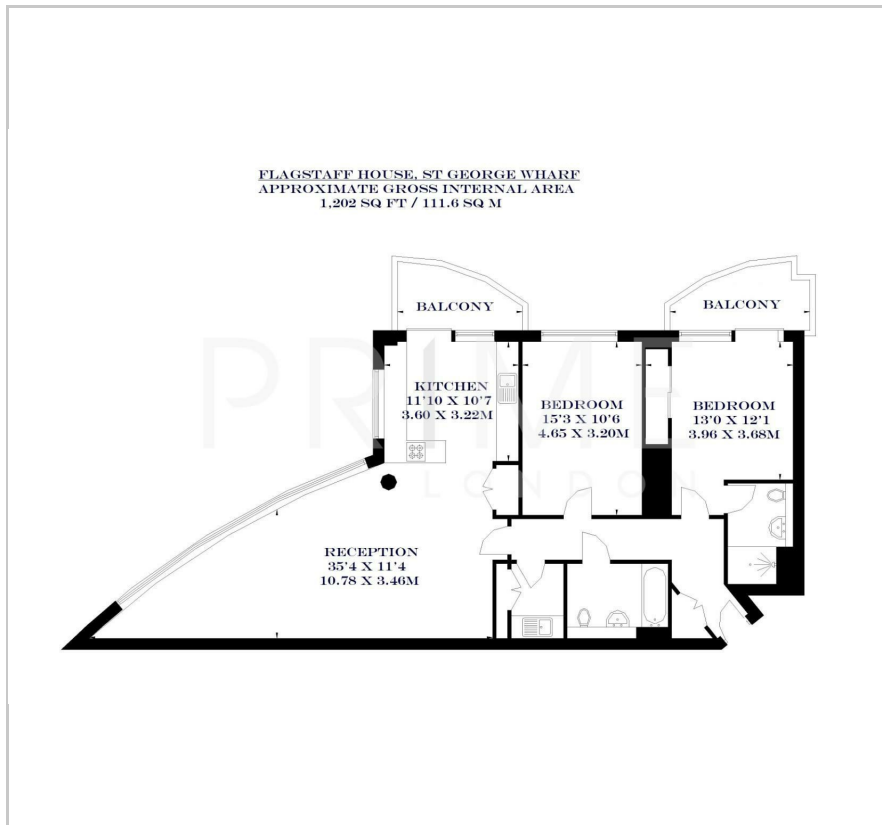 FLAGSTAFF HOUSE, ST GEORGE WHARF
APPROXIMATE GROSS INTERNAL AREA
1,202 SQ FT / 111.6 SQ M
BALCONY
BALCONY
KITCHEN
11'10 X 10'7
3.60 X 3.22M
BEDROOM
15'3 X 10'6
4.65 X 3.20M
BEDROOM
13'0 X 12'1
3.96 X 3.68M
RECEPTION
35'4 X 11'4
10.78 X 3.46M
PRIME
LONDON